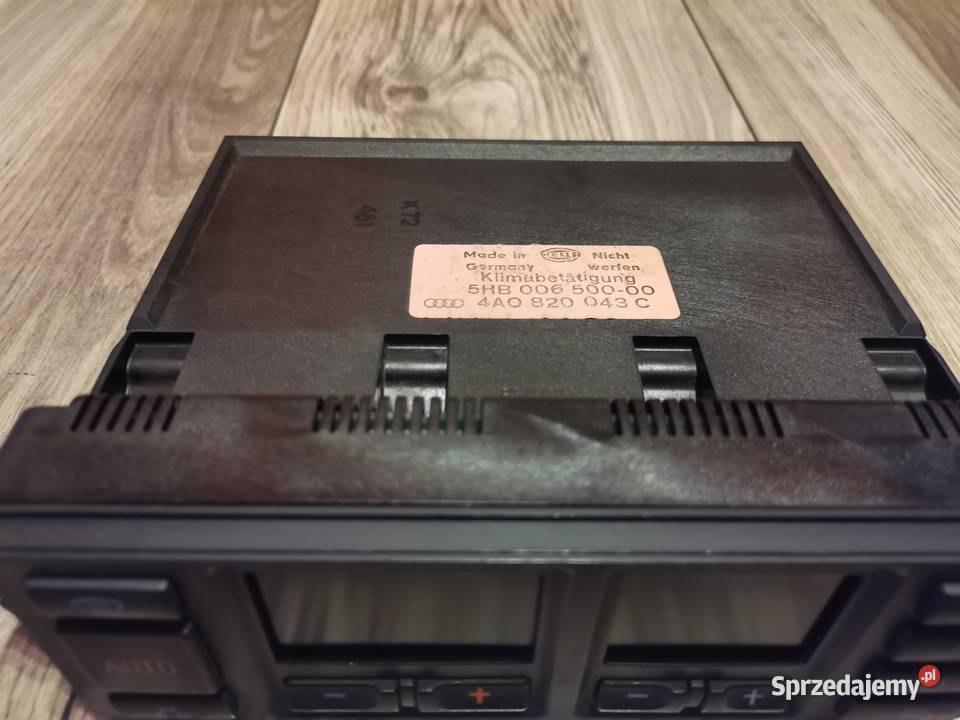 K72
461
Made in HELLA Nicht
Germany werfen
Klimabetätigung
5HB 006 500-00
4A0 820 043 C
AUTO
- + - +
Sprzedajemy.pl